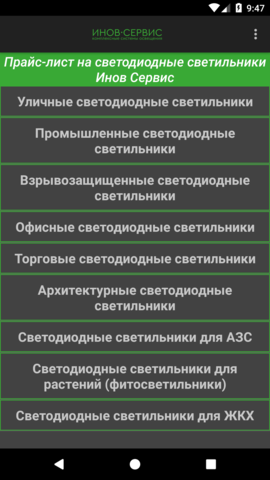 9:47
ИНОВ-СЕРВИС
Прайс-лист на светодиодные светильники
Инов Сервис
Уличные светодиодные светильники
Промышленные светодиодные
светильники
Взрывозащищенные светодиодные
светильники
Офисные светодиодные светильники
Торговые светодиодные светильники
Архитектурные светодиодные
светильники
Светодиодные светильники для АЗС
Светодиодные светильники для
растений (фитосветильники)
Светодиодные светильники для ЖКХ